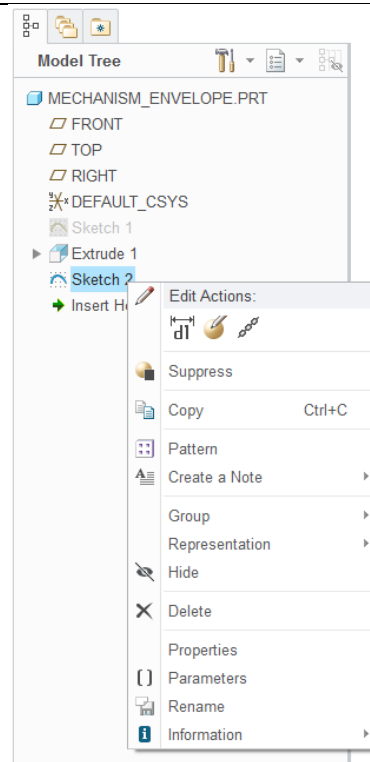 Model Tree
MECHANISM_ENVELOPE.PRT
FRONT
TOP
RIGHT
DEFAULT_CSYS
Sketch 1
Extrude 1
Sketch 2
Insert He
Edit Actions:
Suppress
Copy Ctrl+C
Pattern
Create a Note
Group
Representation
Hide
Delete
Properties
Parameters
Rename
Information